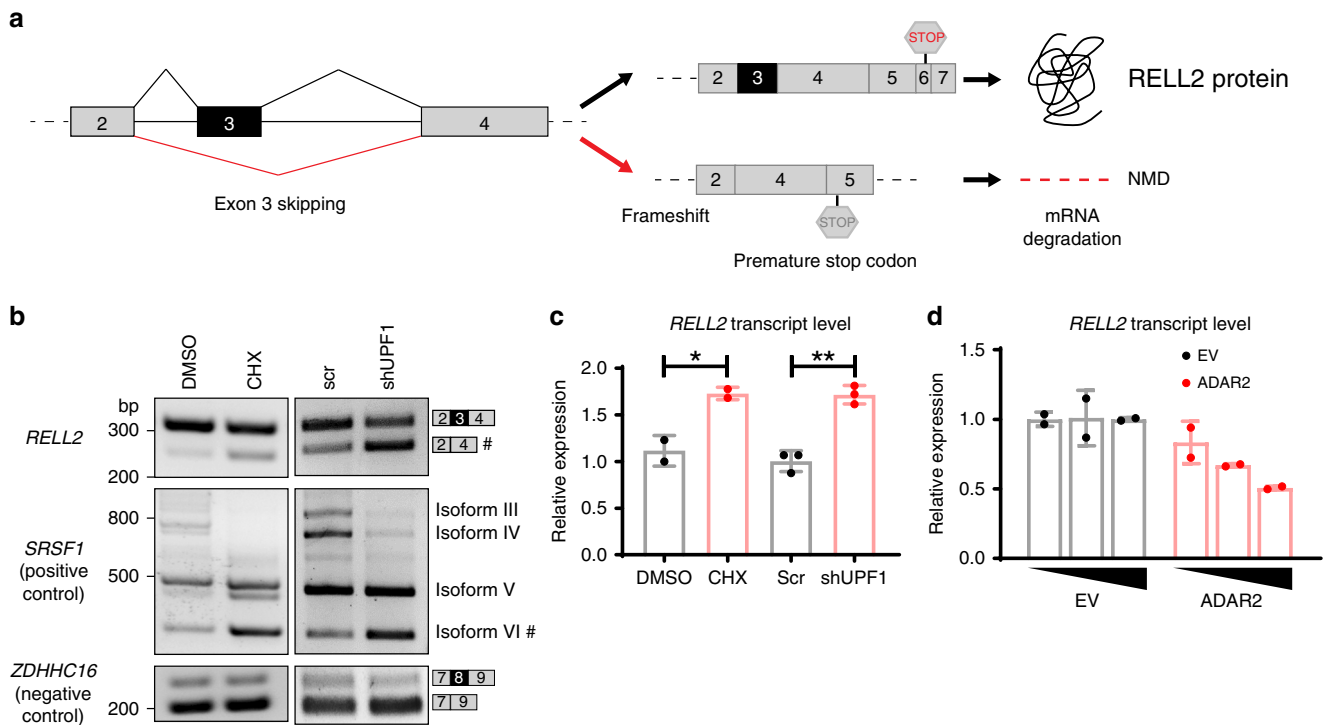 a
2
3
4
Exon 3 skipping
STOP
2 3 4 5 6 7
RELL2 protein
2 4 5
STOP
NMD
Frameshift
Premature stop codon
mRNA
degradation
b
DMSO
CHX
scr
shUPF1
bp
RELL2
300
200
2 3 4
2 4 #
SRSF1
(positive
control)
800
500
Isoform III
Isoform IV
Isoform V
Isoform VI #
ZDHHC16
(negative
control)
200
7 8 9
7 9
c
RELL2 transcript level
Relative expression
2.0
1.5
1.0
0.5
0.0
*
**
DMSO
CHX
Scr
shUPF1
d
RELL2 transcript level
Relative expression
1.5
1.0
0.5
0.0
EV
ADAR2
EV
ADAR2